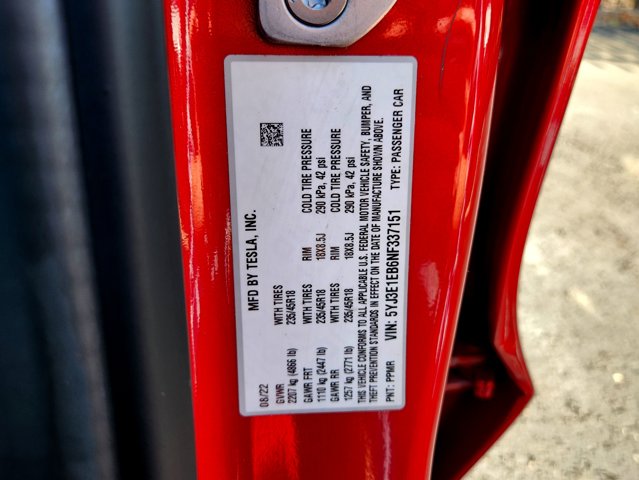 MFD BY TESLA, INC.
08/22
GVWR WITH TIRES RIM COLD TIRE PRESSURE
2207 kg (4866 lb) 235/45R18 18X8.5J 290 kPa, 42 psi
GAWR FRT WITH TIRES RIM COLD TIRE PRESSURE
1110 kg (2447 lb) 235/45R18 18X8.5J 290 kPa, 42 psi
GAWR RR
1257 kg (2771 lb)
THIS VEHICLE CONFORMS TO ALL APPLICABLE U.S. FEDERAL MOTOR VEHICLE SAFETY, BUMPER, AND
THEFT PREVENTION STANDARDS IN EFFECT ON THE DATE OF MANUFACTURE SHOWN ABOVE.
VIN: 5YJ3E1EB6NF337151 TYPE: PASSENGER CAR
PNT: PPMR